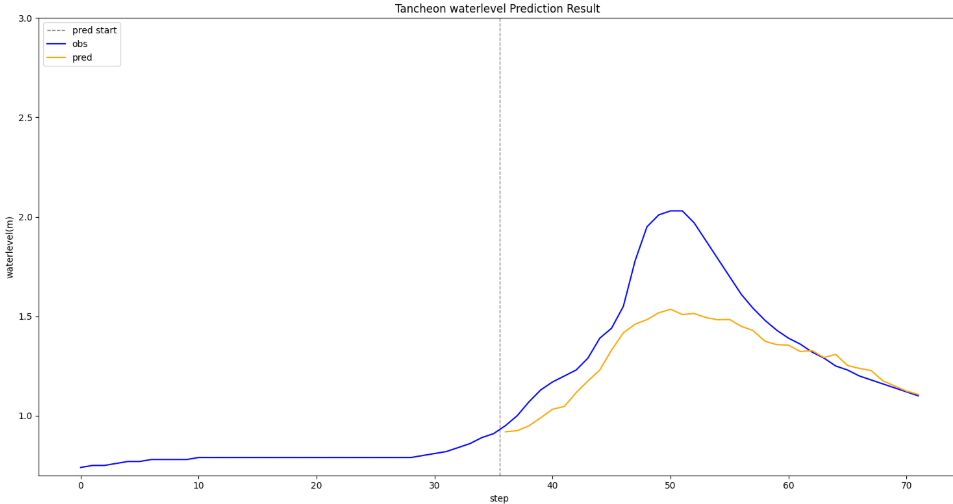 Tancheon waterlevel Prediction Result
3.0
2.5
2.0
1.5
1.0
waterlevel(m)
pred start
obs
pred
0 10 20 30 40 50 60 70
step